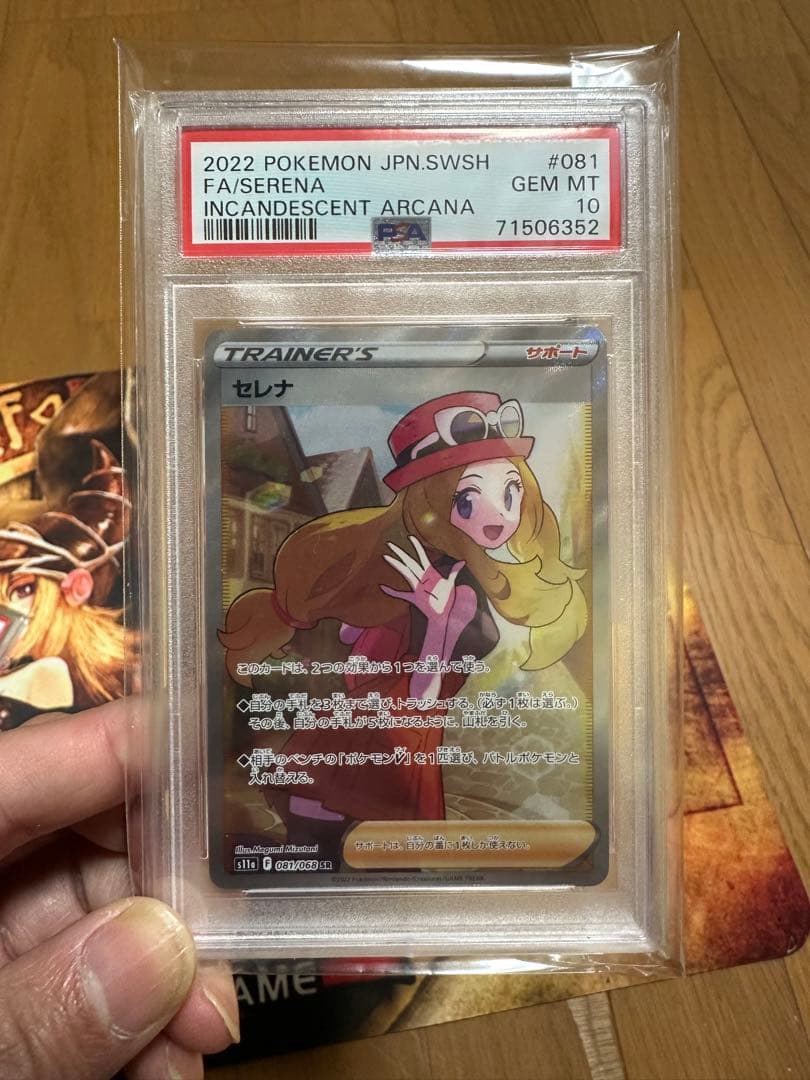 2022 POKEMON JPN.SWSH #081
FA/SERENA GEM MT
INCANDESCENT ARCANA 10
PSA 71506352
TRAINER'S サポート
セレナ
このカードは、2つの効果から1つを選んで使う。
◆自分の手札を3枚まで選び、トラッシュする。(必ず1枚は選ぶ。)
その後、自分の手札が5枚になるように、山札を引く。
◆相手のベンチの「ポケモンV」を1匹選び、バトルポケモンと
入れ替える。
サポートは、自分の番に1枚しか使えない。
Illus. Megumi Mizutani
s11a F 081/068 SR
©2022 Pokémon/Nintendo/Creatures/GAME FREAK
AME